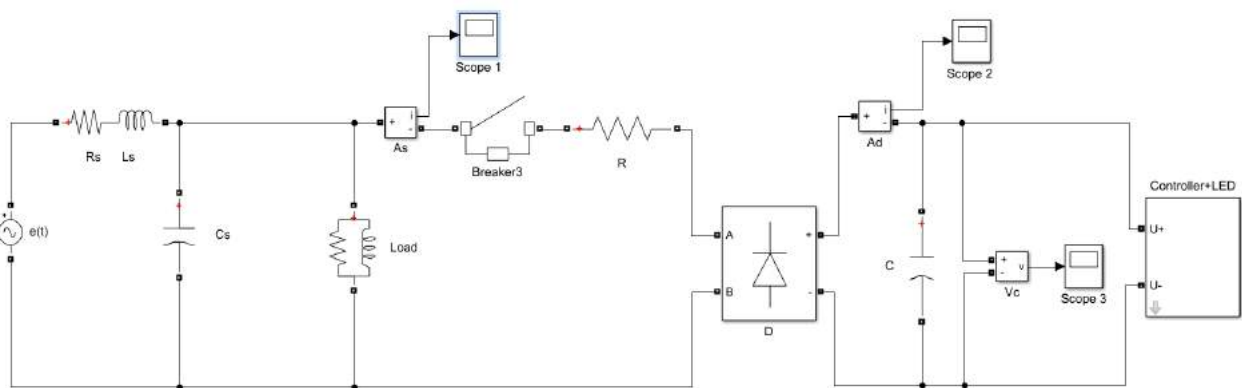 Scope 1
Scope 2
+
i
-
As
+
i
-
Ad
Rs
Ls
Breaker3
R
Controller+LED
e(t)
Cs
Load
A
+
B
-
D
C
+
-
v
Vc
Scope 3
U+
U-